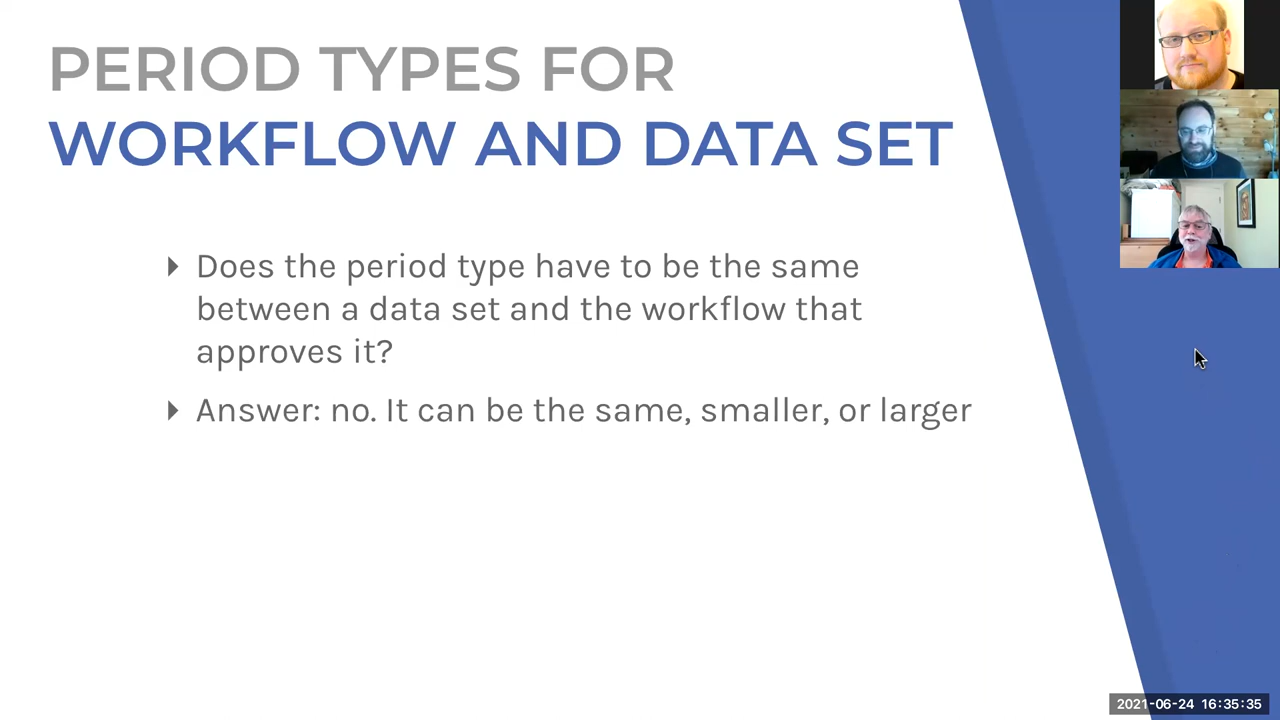 PERIOD TYPES FOR
WORKFLOW AND DATA SET
Does the period type have to be the same
between a data set and the workflow that
approves it?
Answer: no. It can be the same, smaller, or larger
2021-06-24 16:35:35